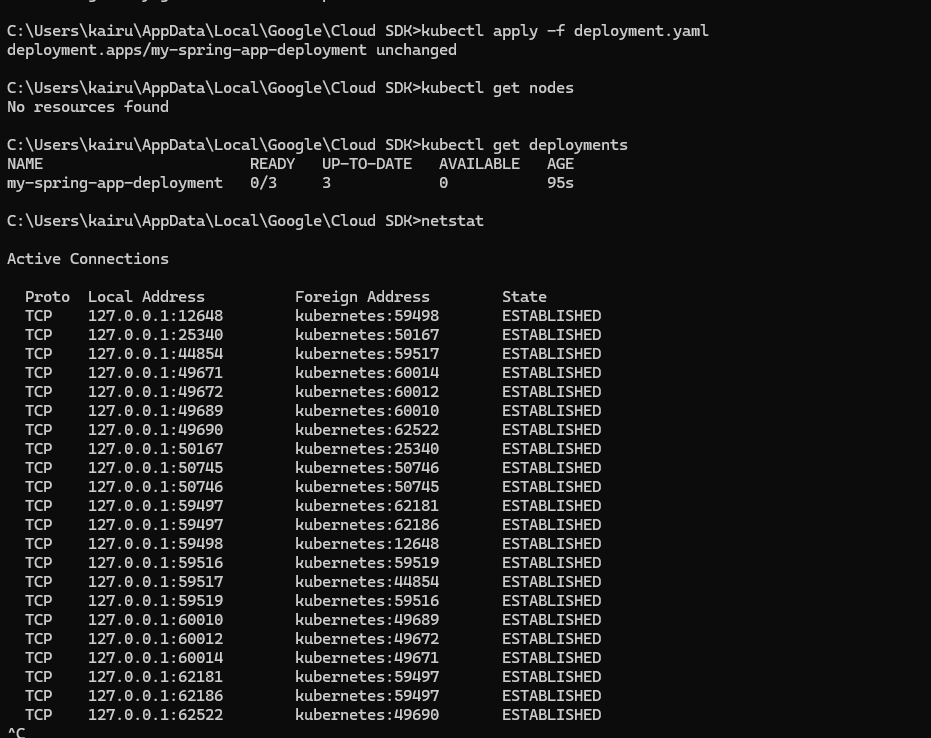 C:\Users\kairu\AppData\Local\Google\Cloud SDK>kubectl apply -f deployment.yaml
deployment.apps/my-spring-app-deployment unchanged
C:\Users\kairu\AppData\Local\Google\Cloud SDK>kubectl get nodes
No resources found
C:\Users\kairu\AppData\Local\Google\Cloud SDK>kubectl get deployments
NAME                       READY   UP-TO-DATE   AVAILABLE   AGE
my-spring-app-deployment   0/3     3            0           95s
C:\Users\kairu\AppData\Local\Google\Cloud SDK>netstat
Active Connections
  Proto  Local Address          Foreign Address        State
  TCP    127.0.0.1:12648        kubernetes:59498       ESTABLISHED
  TCP    127.0.0.1:25340        kubernetes:50167       ESTABLISHED
  TCP    127.0.0.1:44854        kubernetes:59517       ESTABLISHED
  TCP    127.0.0.1:49671        kubernetes:60014       ESTABLISHED
  TCP    127.0.0.1:49672        kubernetes:60012       ESTABLISHED
  TCP    127.0.0.1:49689        kubernetes:60010       ESTABLISHED
  TCP    127.0.0.1:49690        kubernetes:62522       ESTABLISHED
  TCP    127.0.0.1:50167        kubernetes:25340       ESTABLISHED
  TCP    127.0.0.1:50745        kubernetes:50746       ESTABLISHED
  TCP    127.0.0.1:50746        kubernetes:50745       ESTABLISHED
  TCP    127.0.0.1:59497        kubernetes:62181       ESTABLISHED
  TCP    127.0.0.1:59497        kubernetes:62186       ESTABLISHED
  TCP    127.0.0.1:59498        kubernetes:12648       ESTABLISHED
  TCP    127.0.0.1:59516        kubernetes:59519       ESTABLISHED
  TCP    127.0.0.1:59517        kubernetes:44854       ESTABLISHED
  TCP    127.0.0.1:59519        kubernetes:59516       ESTABLISHED
  TCP    127.0.0.1:60010        kubernetes:49689       ESTABLISHED
  TCP    127.0.0.1:60012        kubernetes:49672       ESTABLISHED
  TCP    127.0.0.1:60014        kubernetes:49671       ESTABLISHED
  TCP    127.0.0.1:62181        kubernetes:59497       ESTABLISHED
  TCP    127.0.0.1:62186        kubernetes:59497       ESTABLISHED
  TCP    127.0.0.1:62522        kubernetes:49690       ESTABLISHED
^C